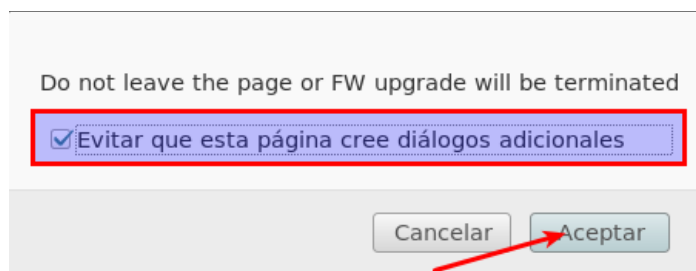 Do not leave the page or FW upgrade will be terminated
Evitar que esta página cree diálogos adicionales
Cancelar Aceptar